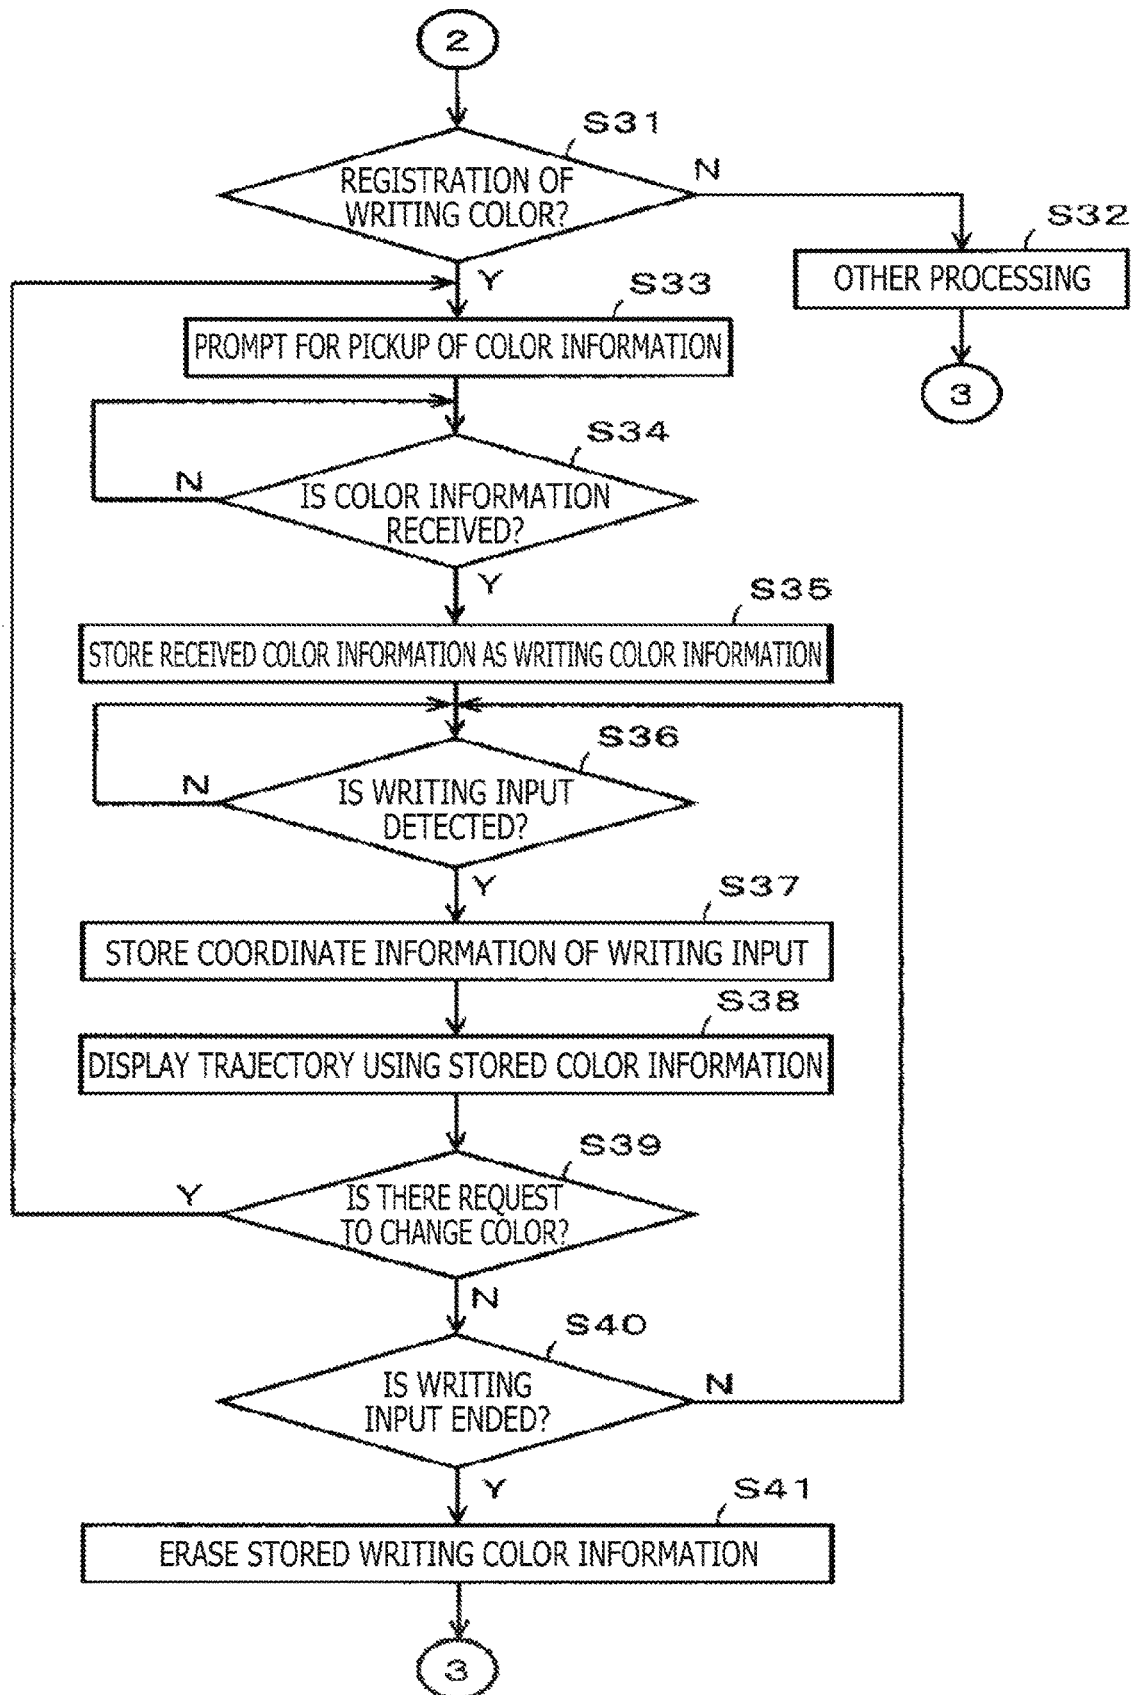 2
S31
REGISTRATION OF
WRITING COLOR?
N
Y
S32
OTHER PROCESSING
3
S33
PROMPT FOR PICKUP OF COLOR INFORMATION
S34
IS COLOR INFORMATION
RECEIVED?
N
Y
S35
STORE RECEIVED COLOR INFORMATION AS WRITING COLOR INFORMATION
S36
IS WRITING INPUT
DETECTED?
N
Y
S37
STORE COORDINATE INFORMATION OF WRITING INPUT
S38
DISPLAY TRAJECTORY USING STORED COLOR INFORMATION
S39
IS THERE REQUEST
TO CHANGE COLOR?
Y
N
S40
IS WRITING
INPUT ENDED?
N
Y
S41
ERASE STORED WRITING COLOR INFORMATION
3